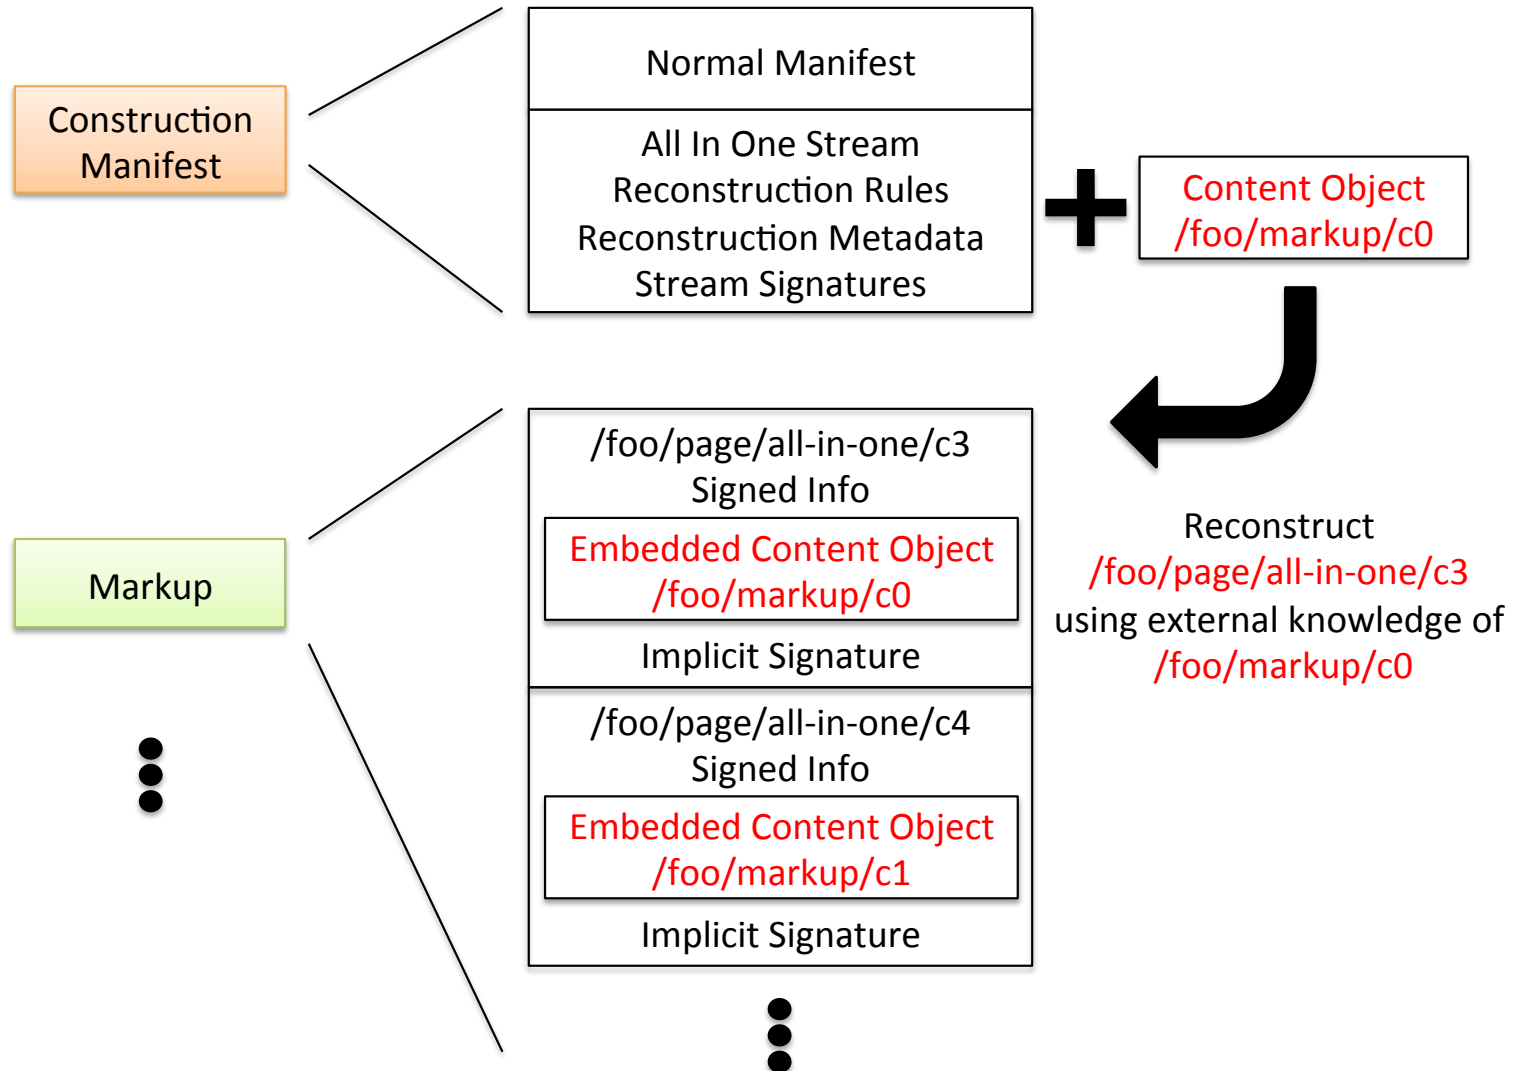 Construction
Manifest
Normal Manifest
All In One Stream
Reconstruction Rules
Reconstruction Metadata
Stream Signatures
Content Object
/foo/markup/c0
Markup
/foo/page/all-in-one/c3
Signed Info
Embedded Content Object
/foo/markup/c0
Implicit Signature
/foo/page/all-in-one/c4
Signed Info
Embedded Content Object
/foo/markup/c1
Implicit Signature
Reconstruct
/foo/page/all-in-one/c3
using external knowledge of
/foo/markup/c0